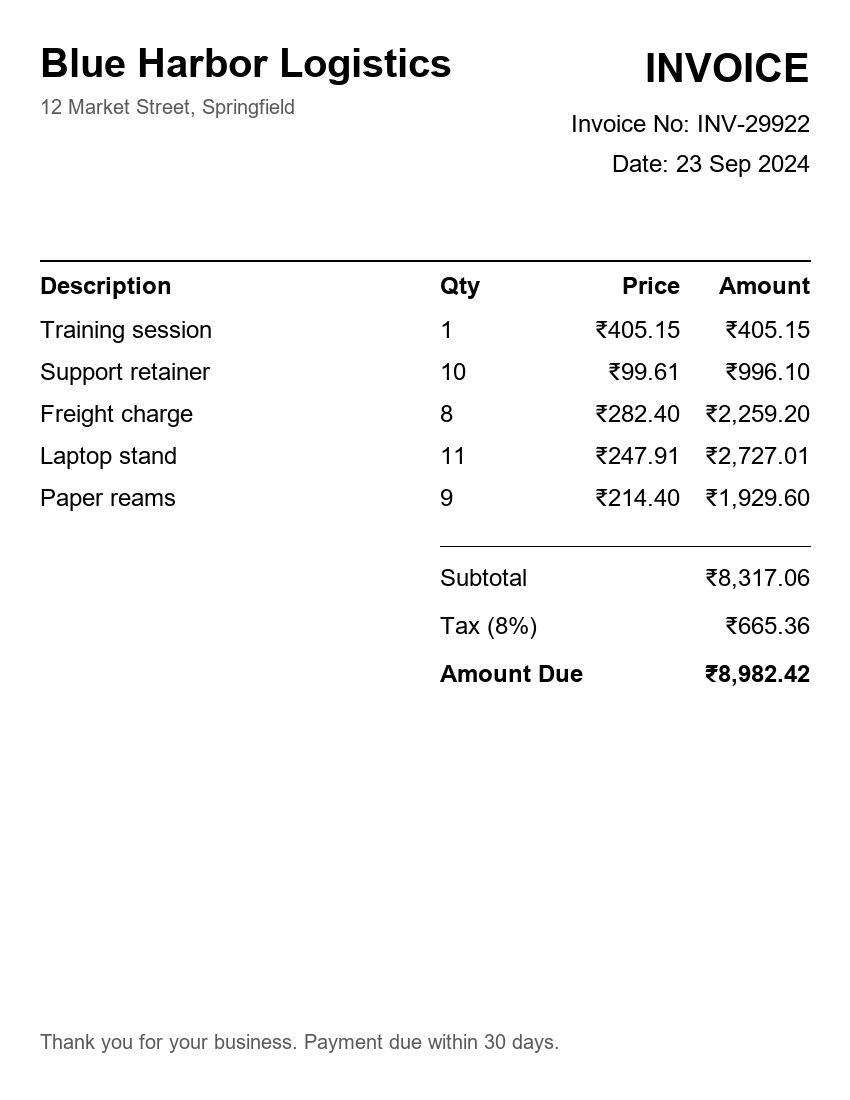 Blue Harbor Logistics
INVOICE
12 Market Street, Springfield
Invoice No: INV-29922
Date: 23 Sep 2024
Description Qty Price Amount
Training session 1 ₹405.15 ₹405.15
Support retainer 10 ₹99.61 ₹996.10
Freight charge 8 ₹282.40 ₹2,259.20
Laptop stand 11 ₹247.91 ₹2,727.01
Paper reams 9 ₹214.40 ₹1,929.60
Subtotal ₹8,317.06
Tax (8%) ₹665.36
Amount Due ₹8,982.42
Thank you for your business. Payment due within 30 days.